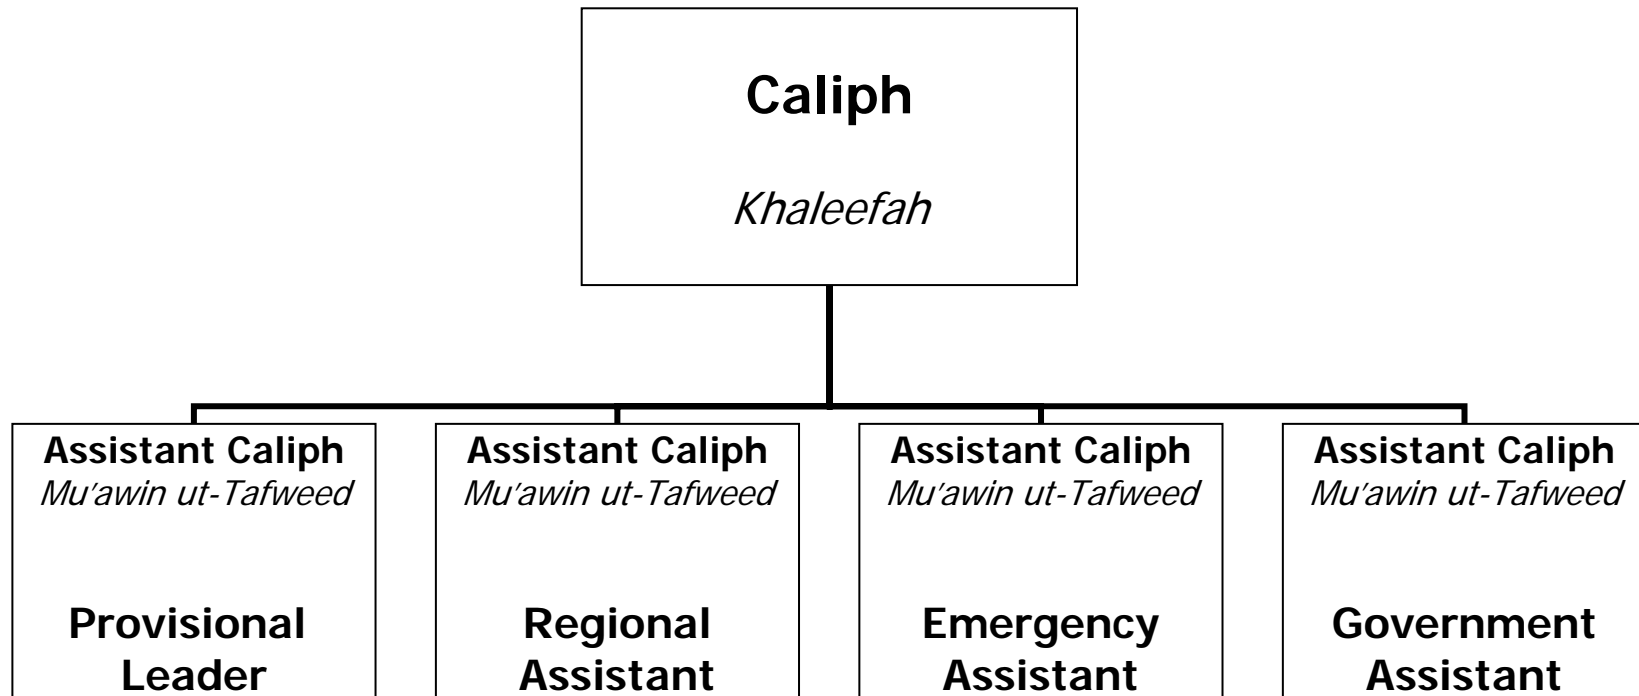 Caliph
Khaleefah
Assistant Caliph
Mu'awin ut-Tafweed
Provisional
Leader
Assistant Caliph
Mu'awin ut-Tafweed
Regional
Assistant
Assistant Caliph
Mu'awin ut-Tafweed
Emergency
Assistant
Assistant Caliph
Mu'awin ut-Tafweed
Government
Assistant